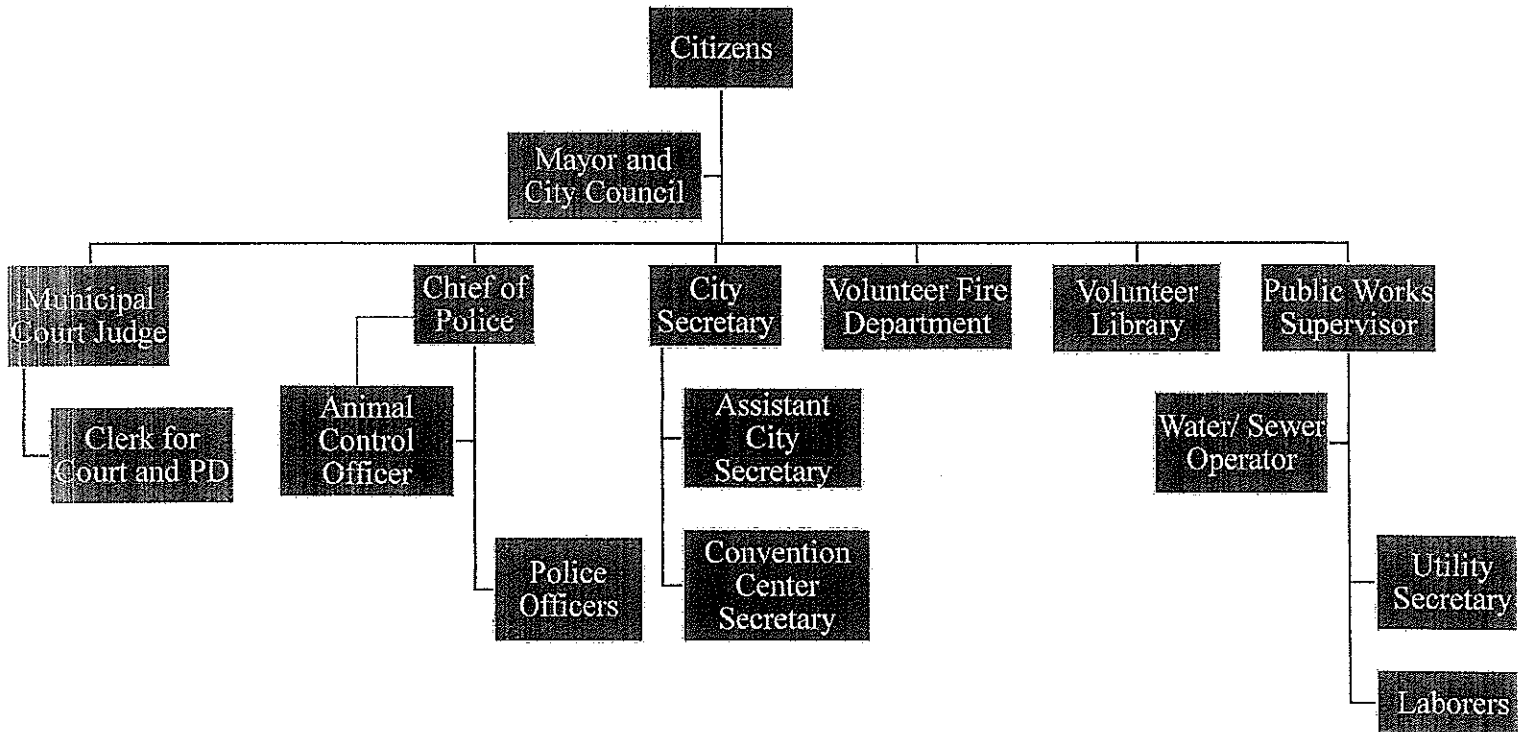 Citizens
Mayor and
City Council
Municipal
Court Judge
Chief of
Police
City
Secretary
Volunteer Fire
Department
Volunteer
Library
Public Works
Supervisor
Clerk for
Court and PD
Animal
Control
Officer
Assistant
City
Secretary
Water/ Sewer
Operator
Police
Officers
Convention
Center
Secretary
Utility
Secretary
Laborers